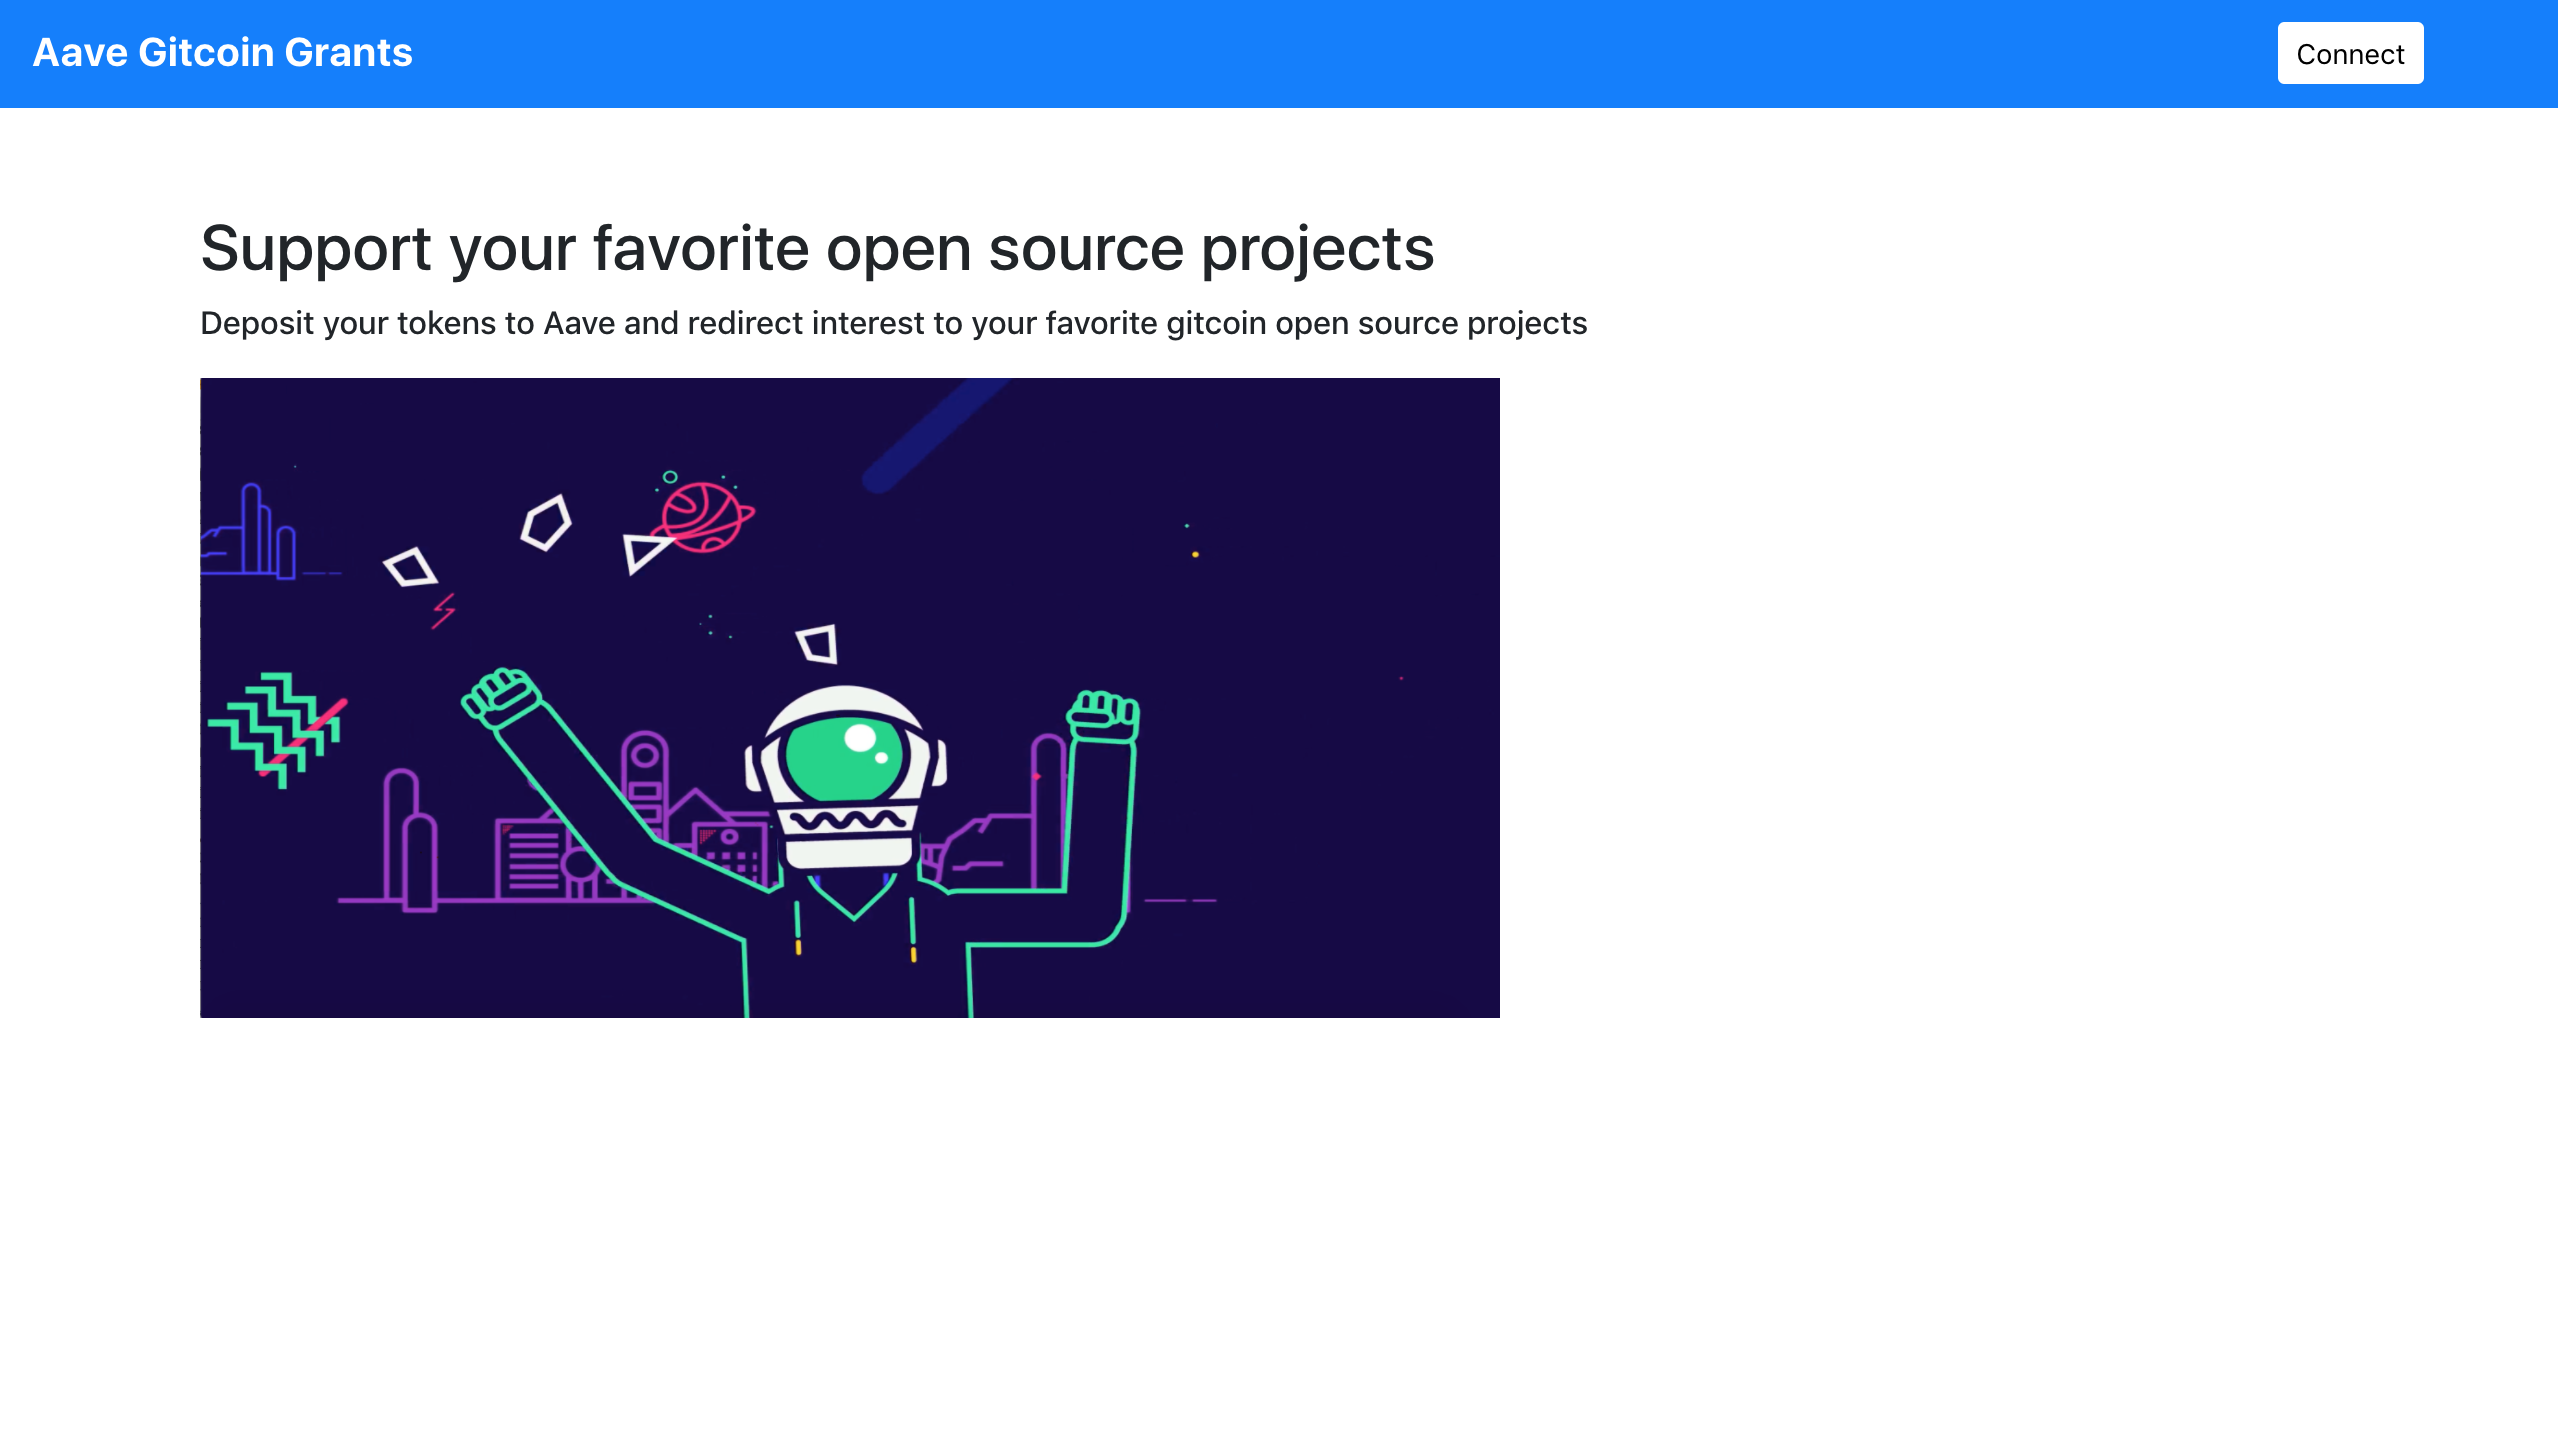 Aave Gitcoin Grants
Connect
Support your favorite open source projects
Deposit your tokens to Aave and redirect interest to your favorite gitcoin open source projects